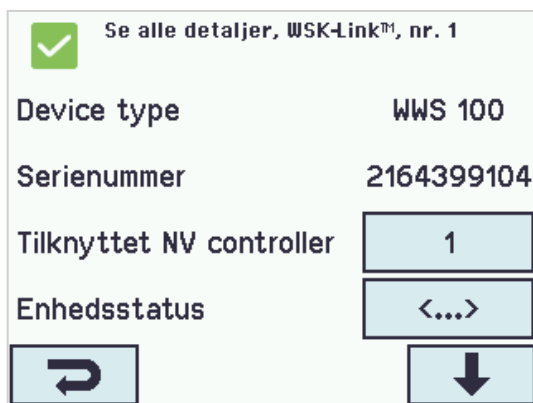 Se alle detaljer, WSK-Link™, nr. 1
Device type WWS 100
Serienummer 2164399104
Tilknyttet NV controller 1
Enhedsstatus <...>